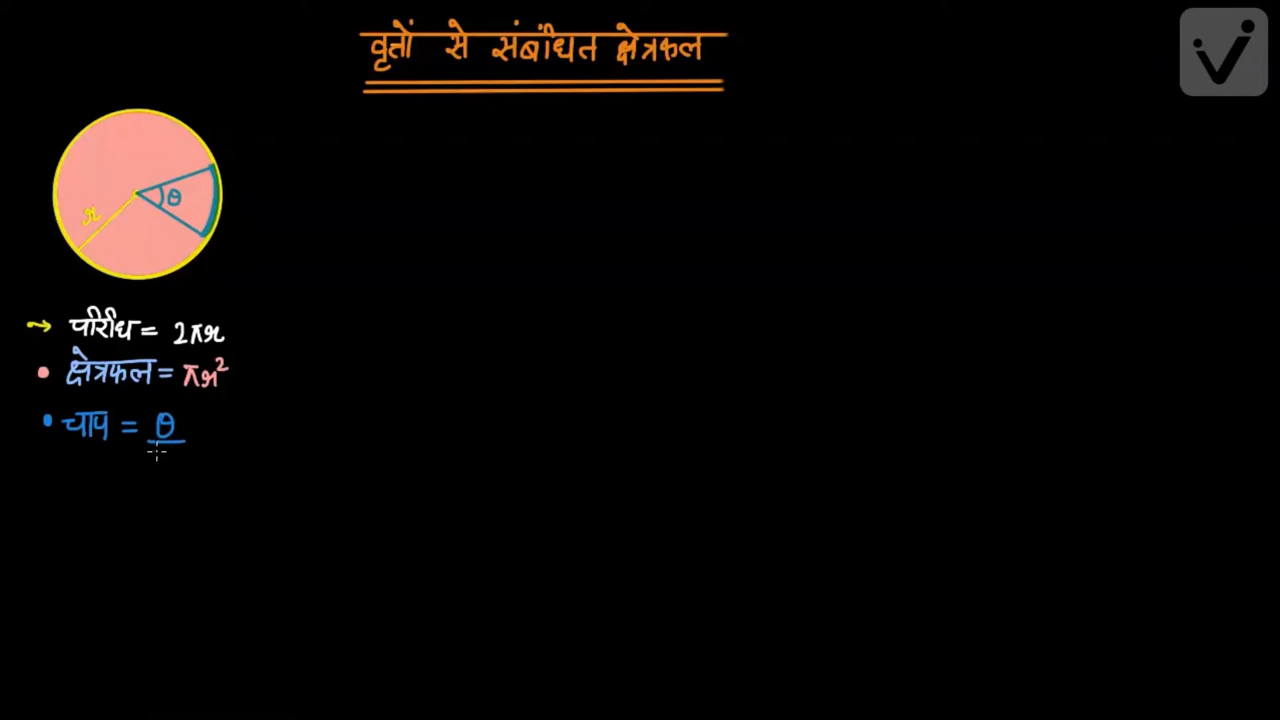 वृतों से संबंधित क्षेत्रफल
θ
r
→ परिधि = 2πr
• क्षेत्रफल = πr²
• चाप = θ